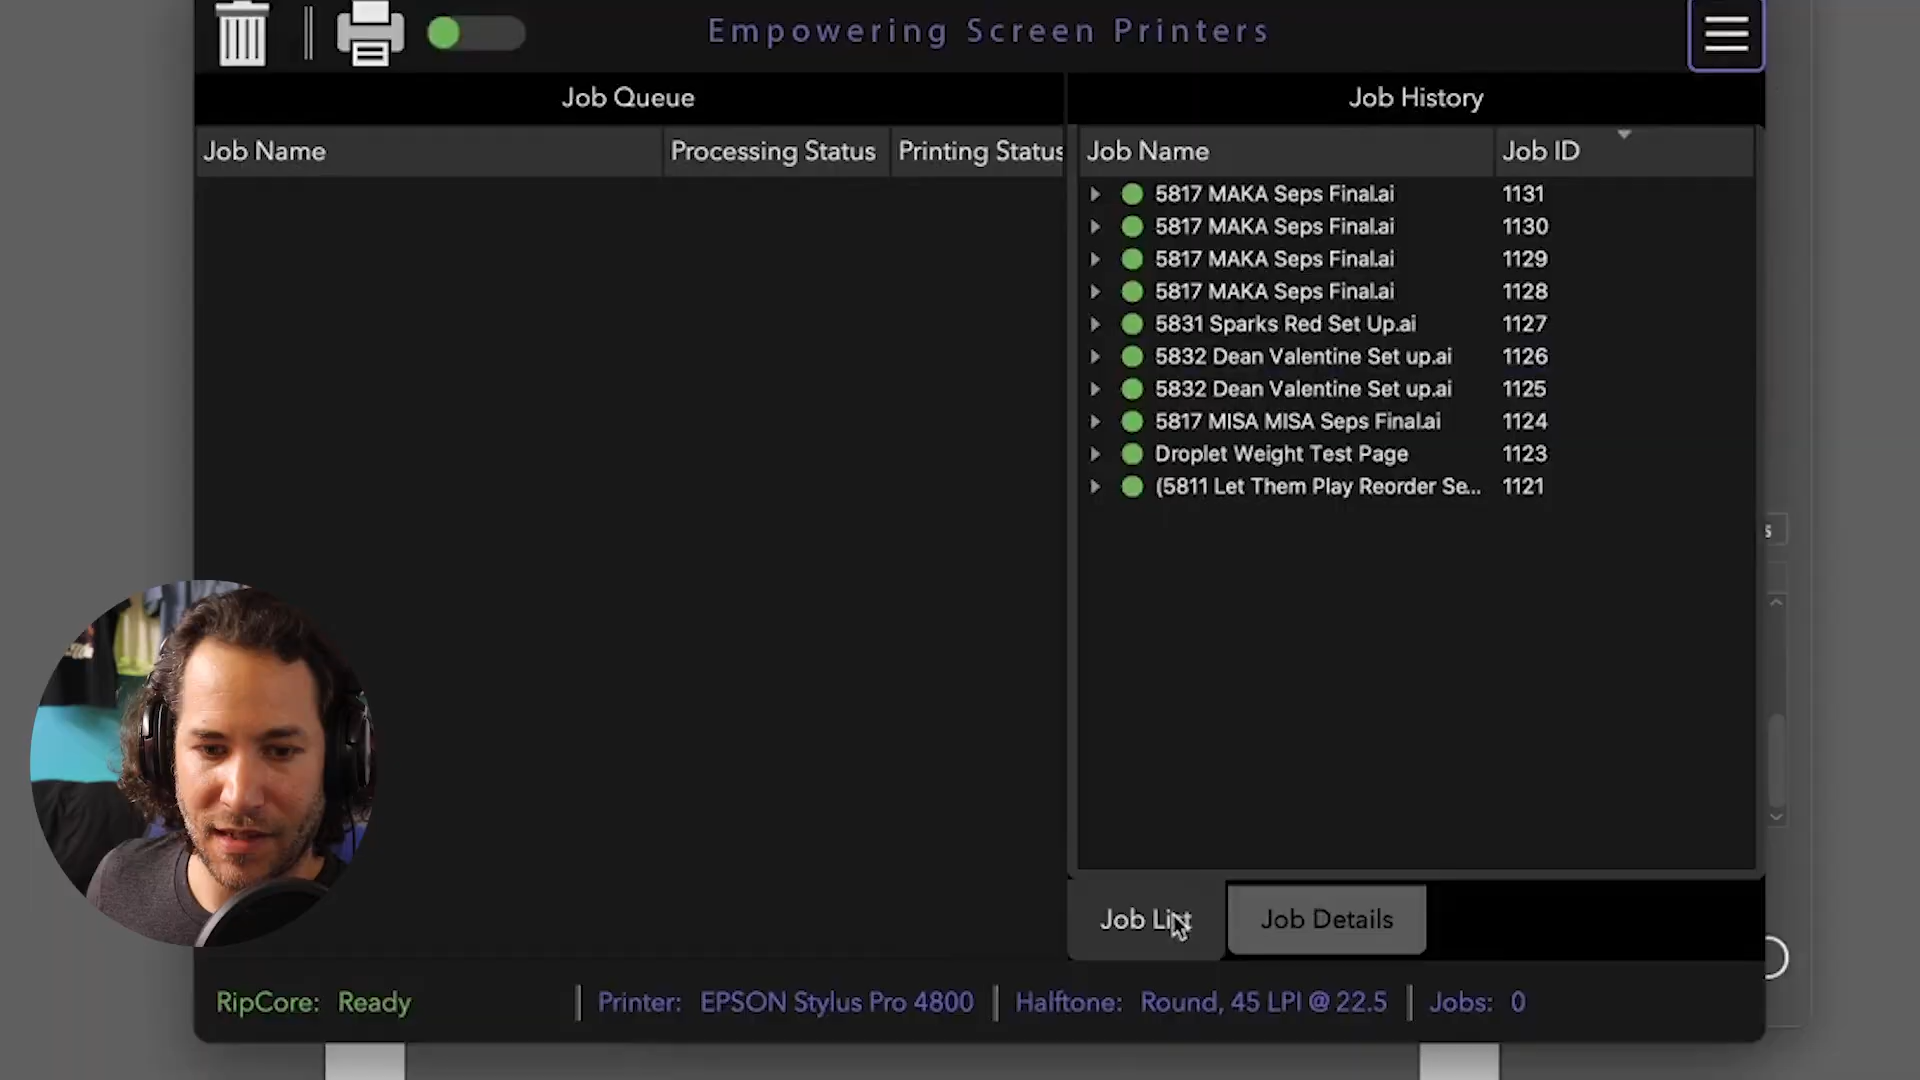 Empowering Screen Printers
Job Queue
Job History
Job Name
Processing Status
Printing Status
Job Name
Job ID
5817 MAKA Seps Final.ai 1131
5817 MAKA Seps Final.ai 1130
5817 MAKA Seps Final.ai 1129
5817 MAKA Seps Final.ai 1128
5831 Sparks Red Set Up.ai 1127
5832 Dean Valentine Set up.ai 1126
5832 Dean Valentine Set up.ai 1125
5817 MISA MISA Seps Final.ai 1124
Droplet Weight Test Page 1123
(5811 Let Them Play Reorder Se... 1121
s
Job List
Job Details
RipCore: Ready
Printer: EPSON Stylus Pro 4800
Halftone: Round, 45 LPI @ 22.5
Jobs: 0